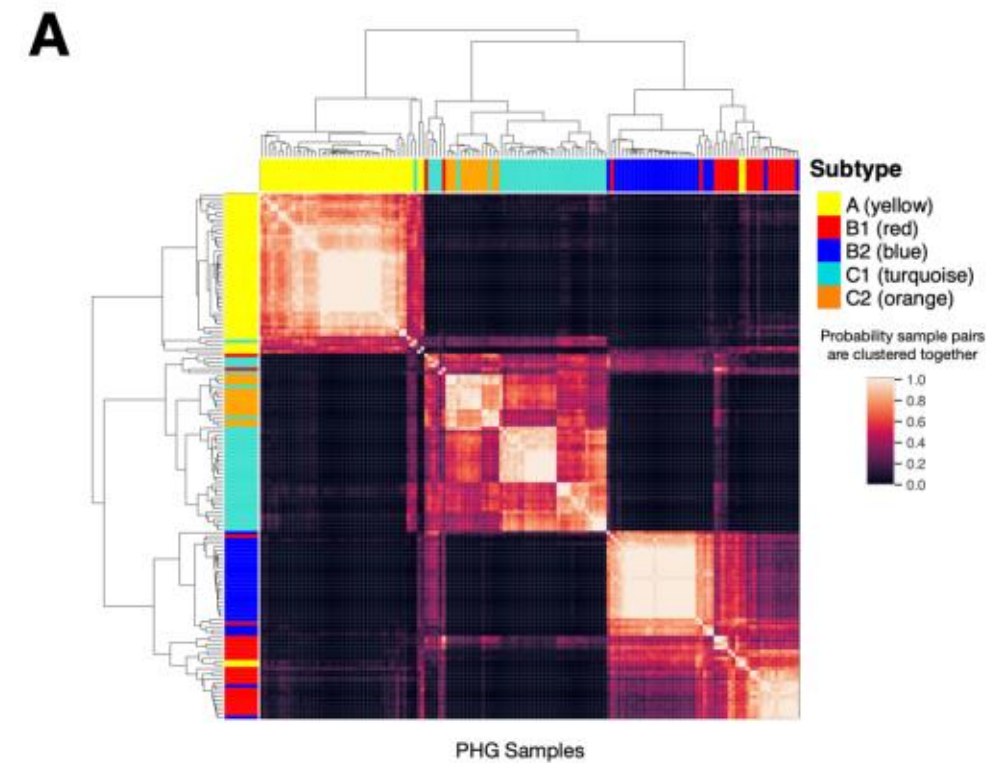 A
Subtype
A (yellow)
B1 (red)
B2 (blue)
C1 (turquoise)
C2 (orange)
Probability sample pairs
are clustered together
1.0
0.8
0.6
0.4
0.2
0.0
PHG Samples